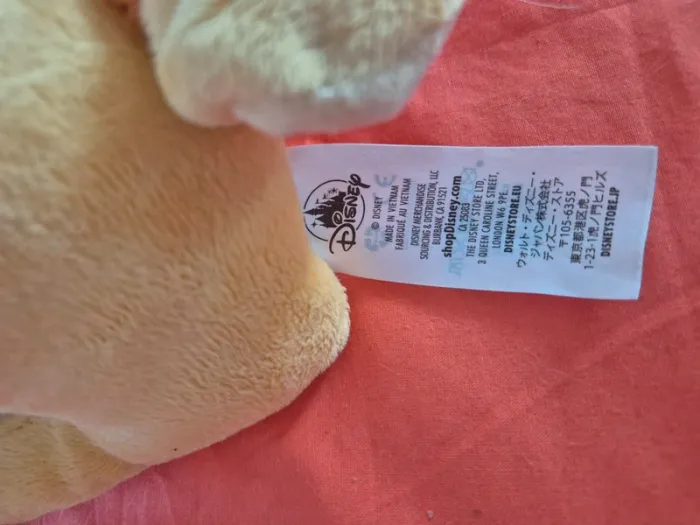 DISNEY
© DISNEY
MADE IN VIETNAM
FABRIQUÉ AU VIETNAM
DISNEY MERCHANDISE
SOURCING & DISTRIBUTION, LLC
BURBANK, CA 91521
shopDisney.com
CA 25083
THE DISNEY STORE LTD,
3 QUEEN CAROLINE STREET,
LONDON W6 9PE.
DISNEYSTORE.EU
ウォルト・ディズニー・
ジャパン株式会社
ディズニー・ストア
〒105-6355
東京都港区虎ノ門
1-23-1虎ノ門ヒルズ
DISNEYSTORE.JP